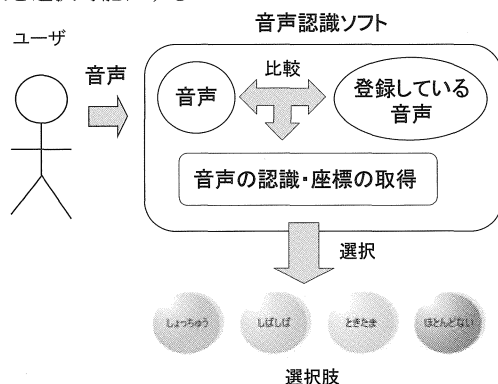 ユーザ
音声
音声認識ソフト
音声
比較
登録している
音声
音声の認識・座標の取得
選択
しょっちゅう
しばしば
ときたま
ほとんどない
選択肢